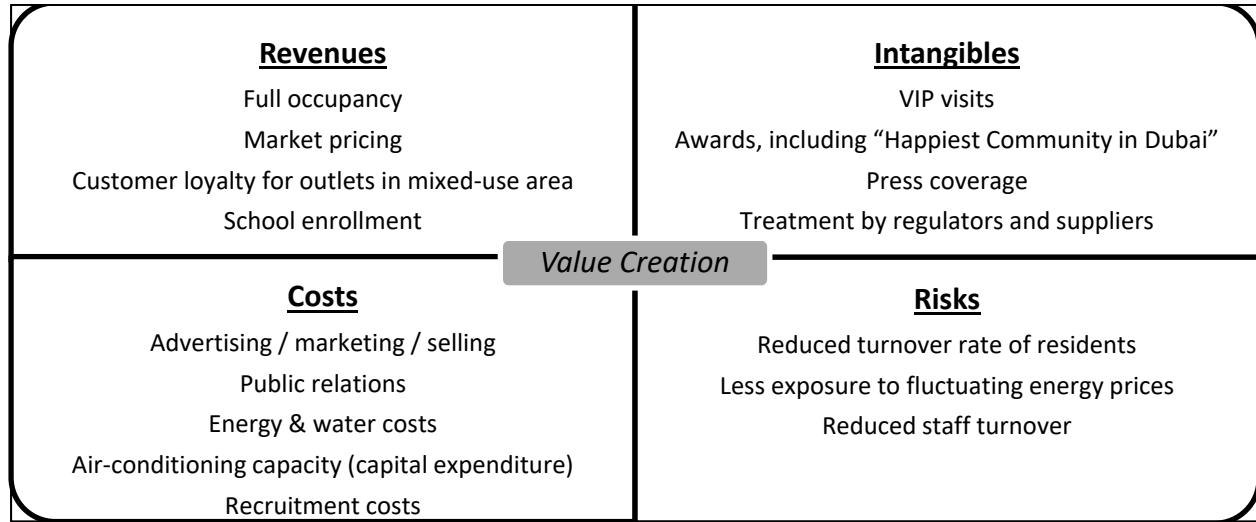 Revenues
Full occupancy
Market pricing
Customer loyalty for outlets in mixed-use area
School enrollment
Intangibles
VIP visits
Awards, including “Happiest Community in Dubai”
Press coverage
Treatment by regulators and suppliers
Value Creation
Costs
Advertising / marketing / selling
Public relations
Energy & water costs
Air-conditioning capacity (capital expenditure)
Recruitment costs
Risks
Reduced turnover rate of residents
Less exposure to fluctuating energy prices
Reduced staff turnover